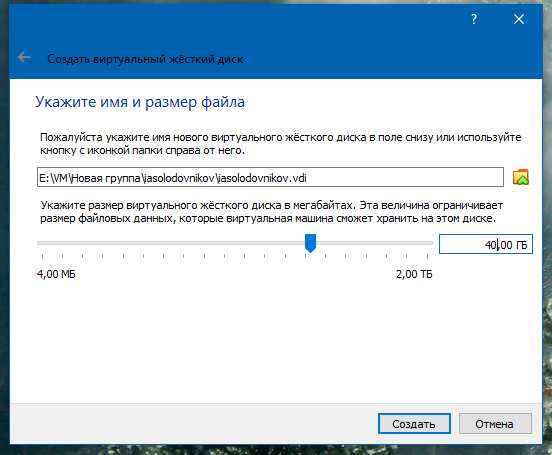 ?
Создать виртуальный жёсткий диск
Укажите имя и размер файла
Пожалуйста укажите имя нового виртуального жёсткого диска в поле снизу или используйте
кнопку с иконкой папки справа от него.
E:\VM\Новая группа\iasolodovnikov\iasolodovnikov.vdi
Укажите размер виртуального жёсткого диска в мегабайтах. Эта величина ограничивает
размер файловых данных, которые виртуальная машина сможет хранить на этом диске.
40,00 ГБ
4,00 МБ 2,00 ТБ
Создать Отмена